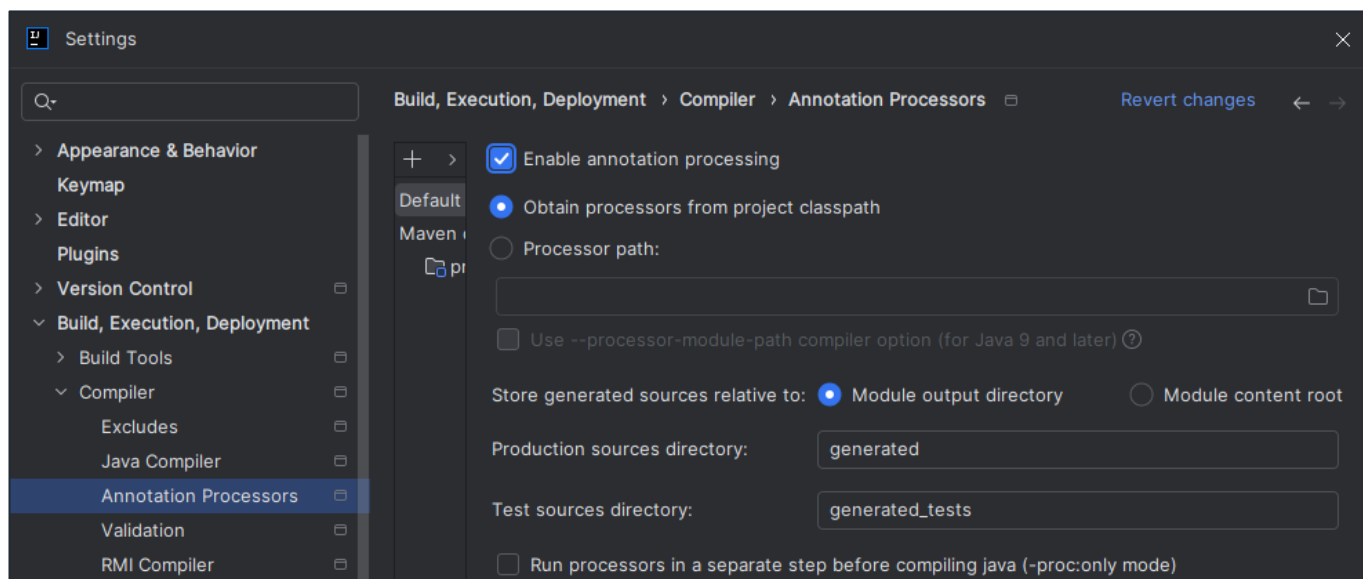 Settings
Build, Execution, Deployment › Compiler › Annotation Processors
Revert changes
Appearance & Behavior
Keymap
Editor
Plugins
Version Control
Build, Execution, Deployment
Build Tools
Compiler
Excludes
Java Compiler
Annotation Processors
Validation
RMI Compiler
Default
Maven
pr
Enable annotation processing
Obtain processors from project classpath
Processor path:
Use --processor-module-path compiler option (for Java 9 and later)
Store generated sources relative to: Module output directory Module content root
Production sources directory: generated
Test sources directory: generated_tests
Run processors in a separate step before compiling java (-proc:only mode)